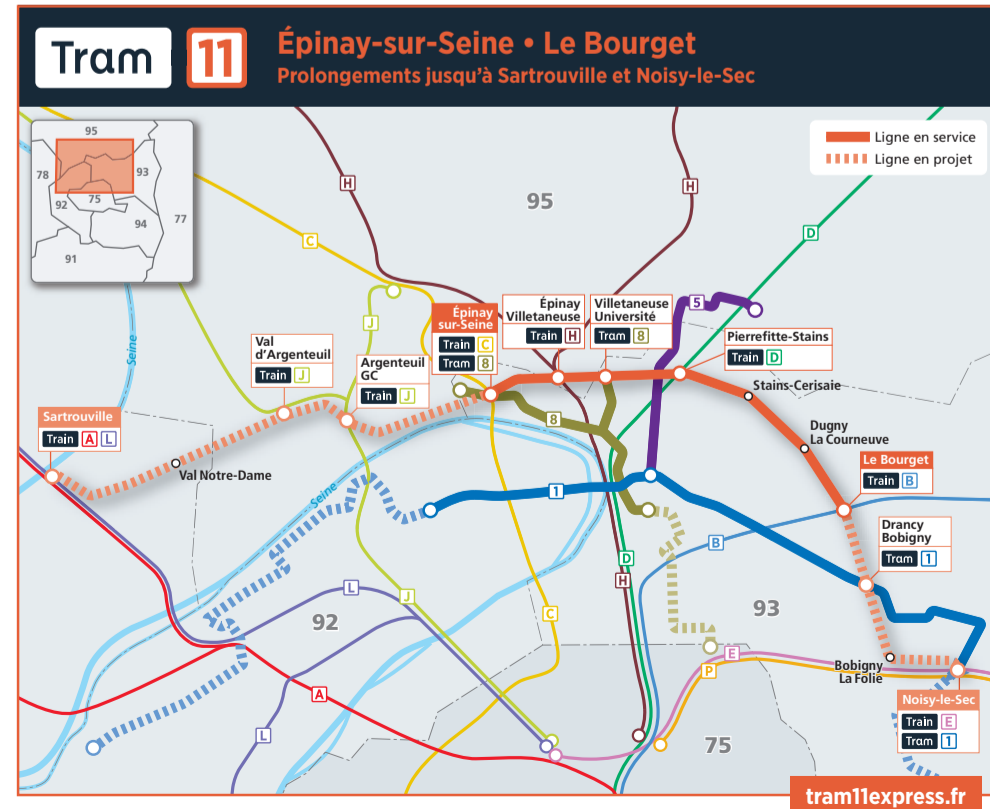 Tram 11
Épinay-sur-Seine • Le Bourget
Prolongements jusqu'à Sartrouville et Noisy-le-Sec
95
78
93
92
75
94
77
91
Ligne en service
Ligne en projet
H
H
95
C
D
Seine
J
5
Épinay
sur-Seine
Train C
Tram 8
Épinay
Villetaneuse
Train H
Villetaneuse
Université
Tram 8
Pierrefitte-Stains
Train D
Val
d'Argenteuil
Train J
Argenteuil
GC
Train J
Stains-Cerisaie
Sartrouville
Train A L
8
Dugny
La Courneuve
Val Notre-Dame
Le Bourget
Train B
Seine
1
Drancy
Bobigny
Tram 1
B
D
H
L
J
C
92
93
E
P
Bobigny
La Folie
A
L
Noisy-le-Sec
Train E
Tram 1
75
tram11express.fr